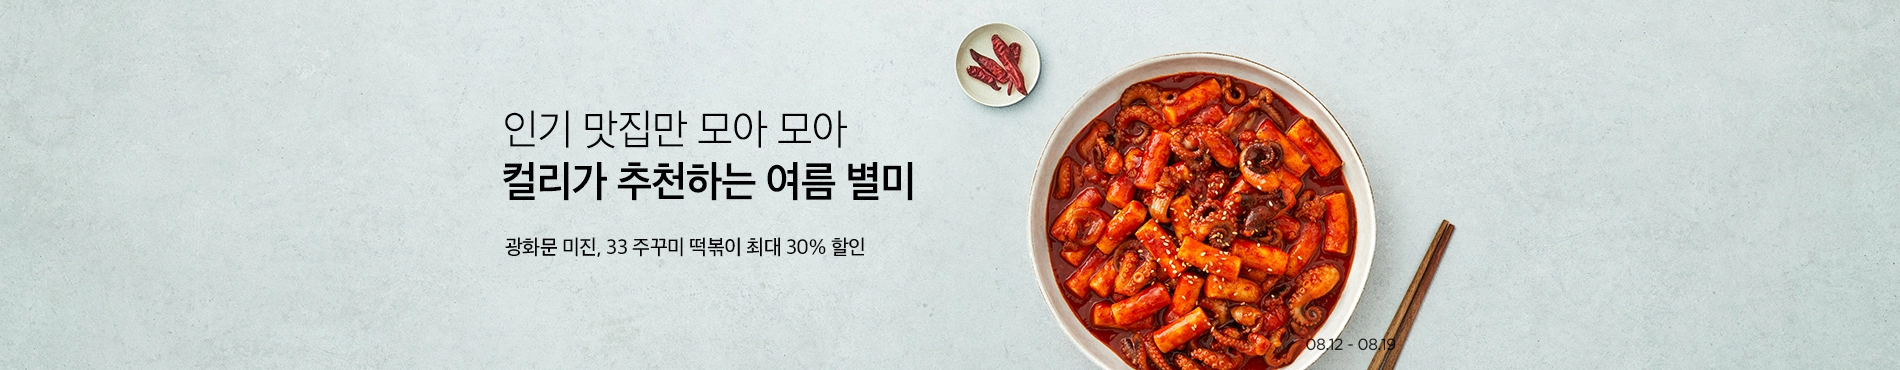 인기 맛집만 모아 모아
컬리가 추천하는 여름 별미
광화문 미진, 33 주꾸미 떡볶이 최대 30% 할인
08.12 - 08.19